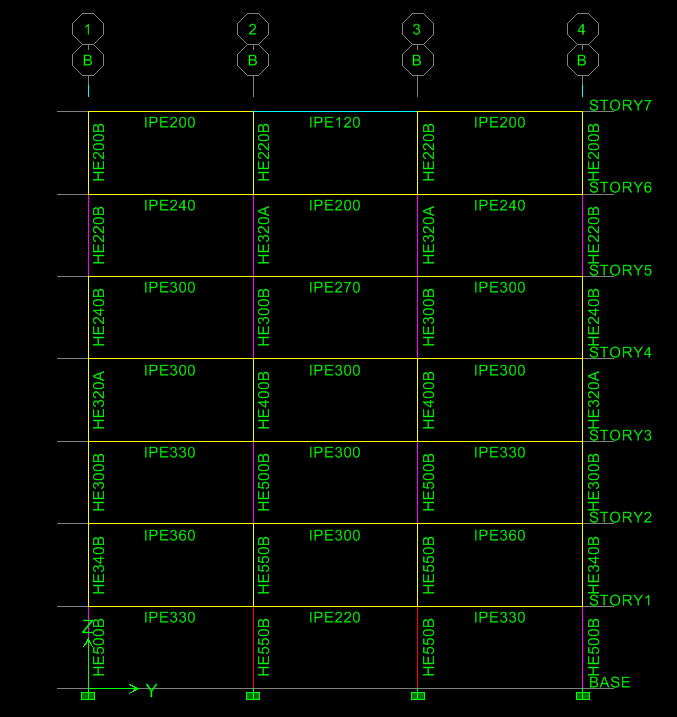 1 2 3 4
B B B B
STORY7
IPE200 IPE120 IPE200
HE200B HE220B HE220B HE200B
STORY6
IPE240 IPE200 IPE240
HE220B HE320A HE320A HE220B
STORY5
IPE300 IPE270 IPE300
HE240B HE300B HE300B HE240B
STORY4
IPE300 IPE300 IPE300
HE320A HE400B HE400B HE320A
STORY3
IPE330 IPE300 IPE330
HE300B HE500B HE500B HE300B
STORY2
IPE360 IPE300 IPE360
HE340B HE550B HE550B HE340B
STORY1
IPE330 IPE220 IPE330
Z
HE500B HE550B HE550B HE500B
BASE
Y